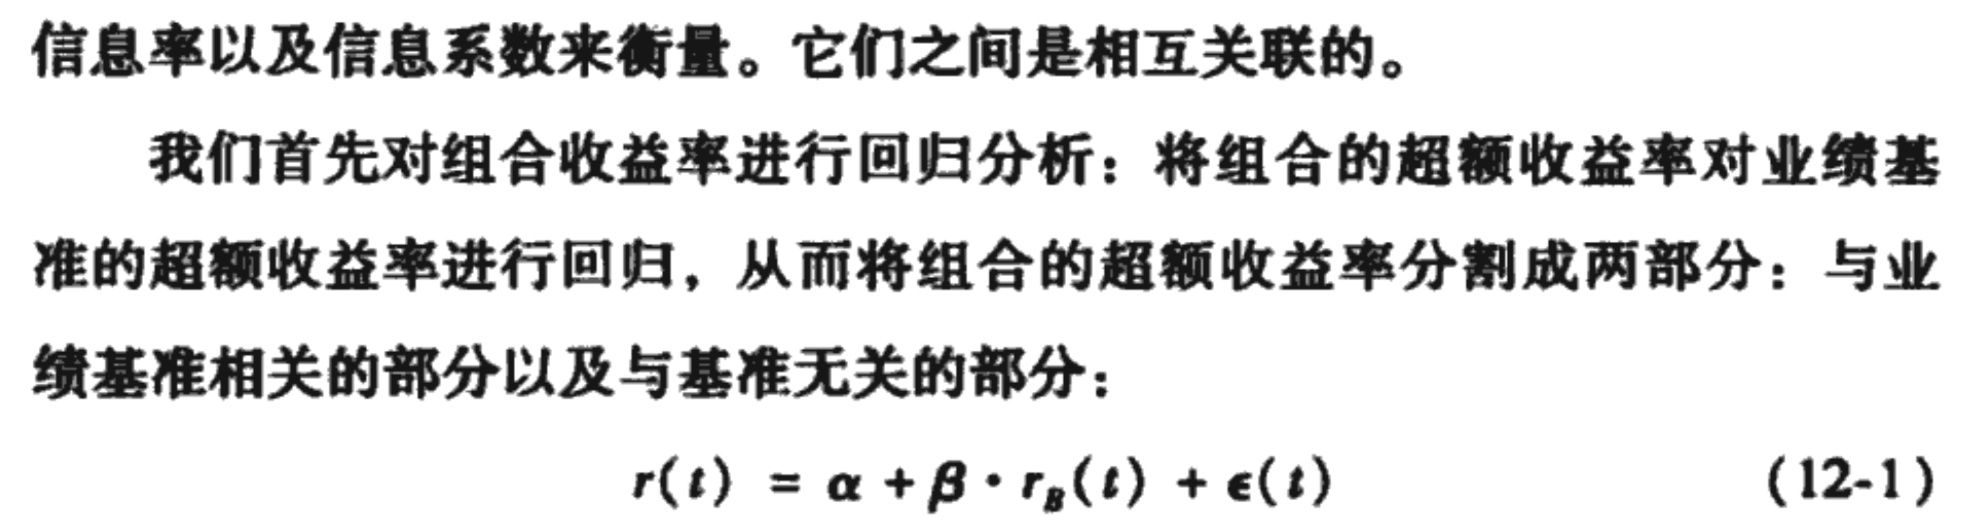 信息率以及信息系数来衡量。它们之间是相互关联的。
我们首先对组合收益率进行回归分析：将组合的超额收益率对业绩基
准的超额收益率进行回归，从而将组合的超额收益率分割成两部分：与业
绩基准相关的部分以及与基准无关的部分：
r(t) = α + β · r_B(t) + ϵ(t) (12-1)